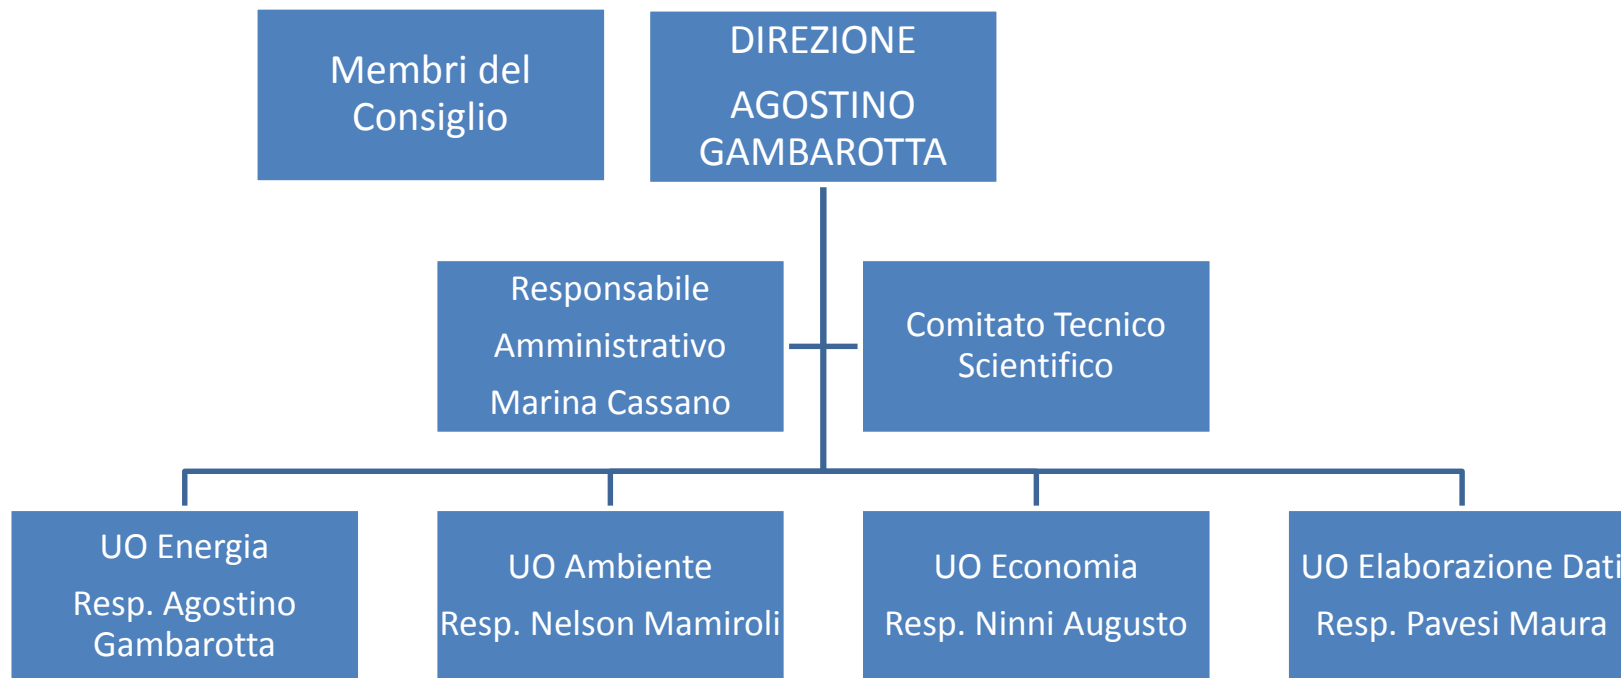 Membri del
Consiglio
DIREZIONE
AGOSTINO
GAMBAROTTA
Responsabile
Amministrativo
Marina Cassano
Comitato Tecnico
Scientifico
UO Energia
Resp. Agostino
Gambarotta
UO Ambiente
Resp. Nelson Mamiroli
UO Economia
Resp. Ninni Augusto
UO Elaborazione Dati
Resp. Pavesi Maura